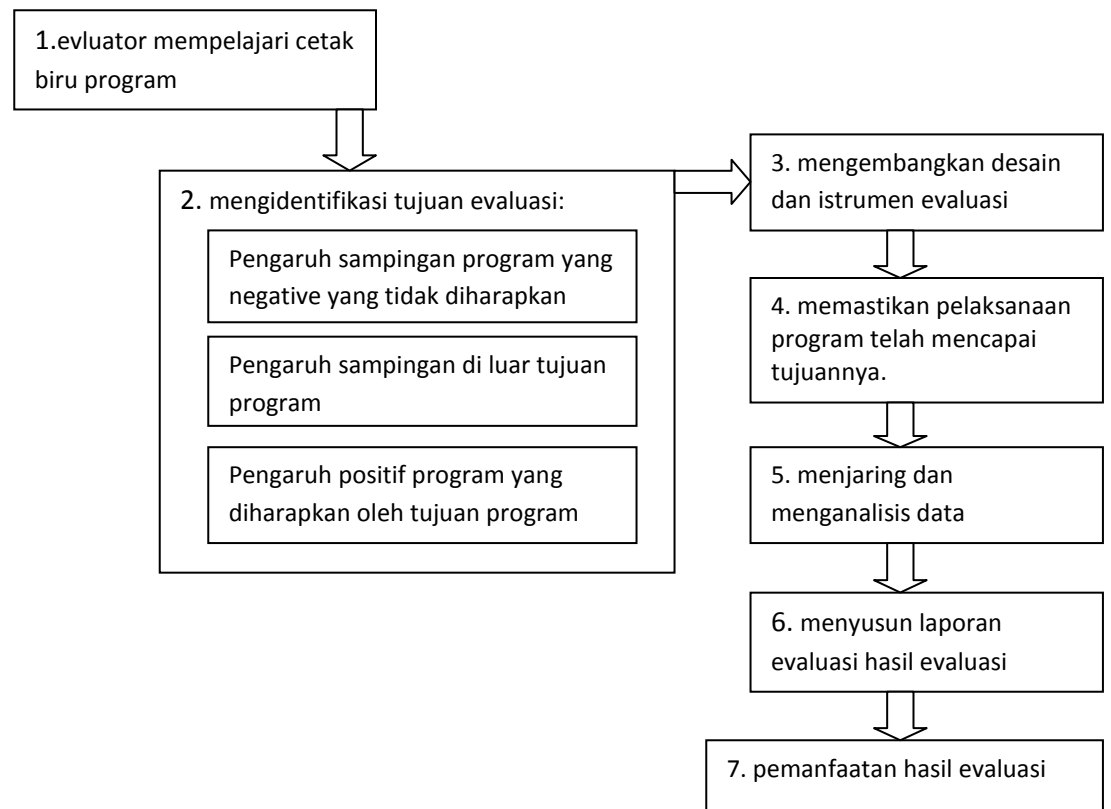 1.evluator mempelajari cetak
biru program
2. mengidentifikasi tujuan evaluasi:
Pengaruh sampingan program yang
negative yang tidak diharapkan
Pengaruh sampingan di luar tujuan
program
Pengaruh positif program yang
diharapkan oleh tujuan program
3. mengembangkan desain
dan istrumen evaluasi
4. memastikan pelaksanaan
program telah mencapai
tujuannya.
5. menjaring dan
menganalisis data
6. menyusun laporan
evaluasi hasil evaluasi
7. pemanfaatan hasil evaluasi